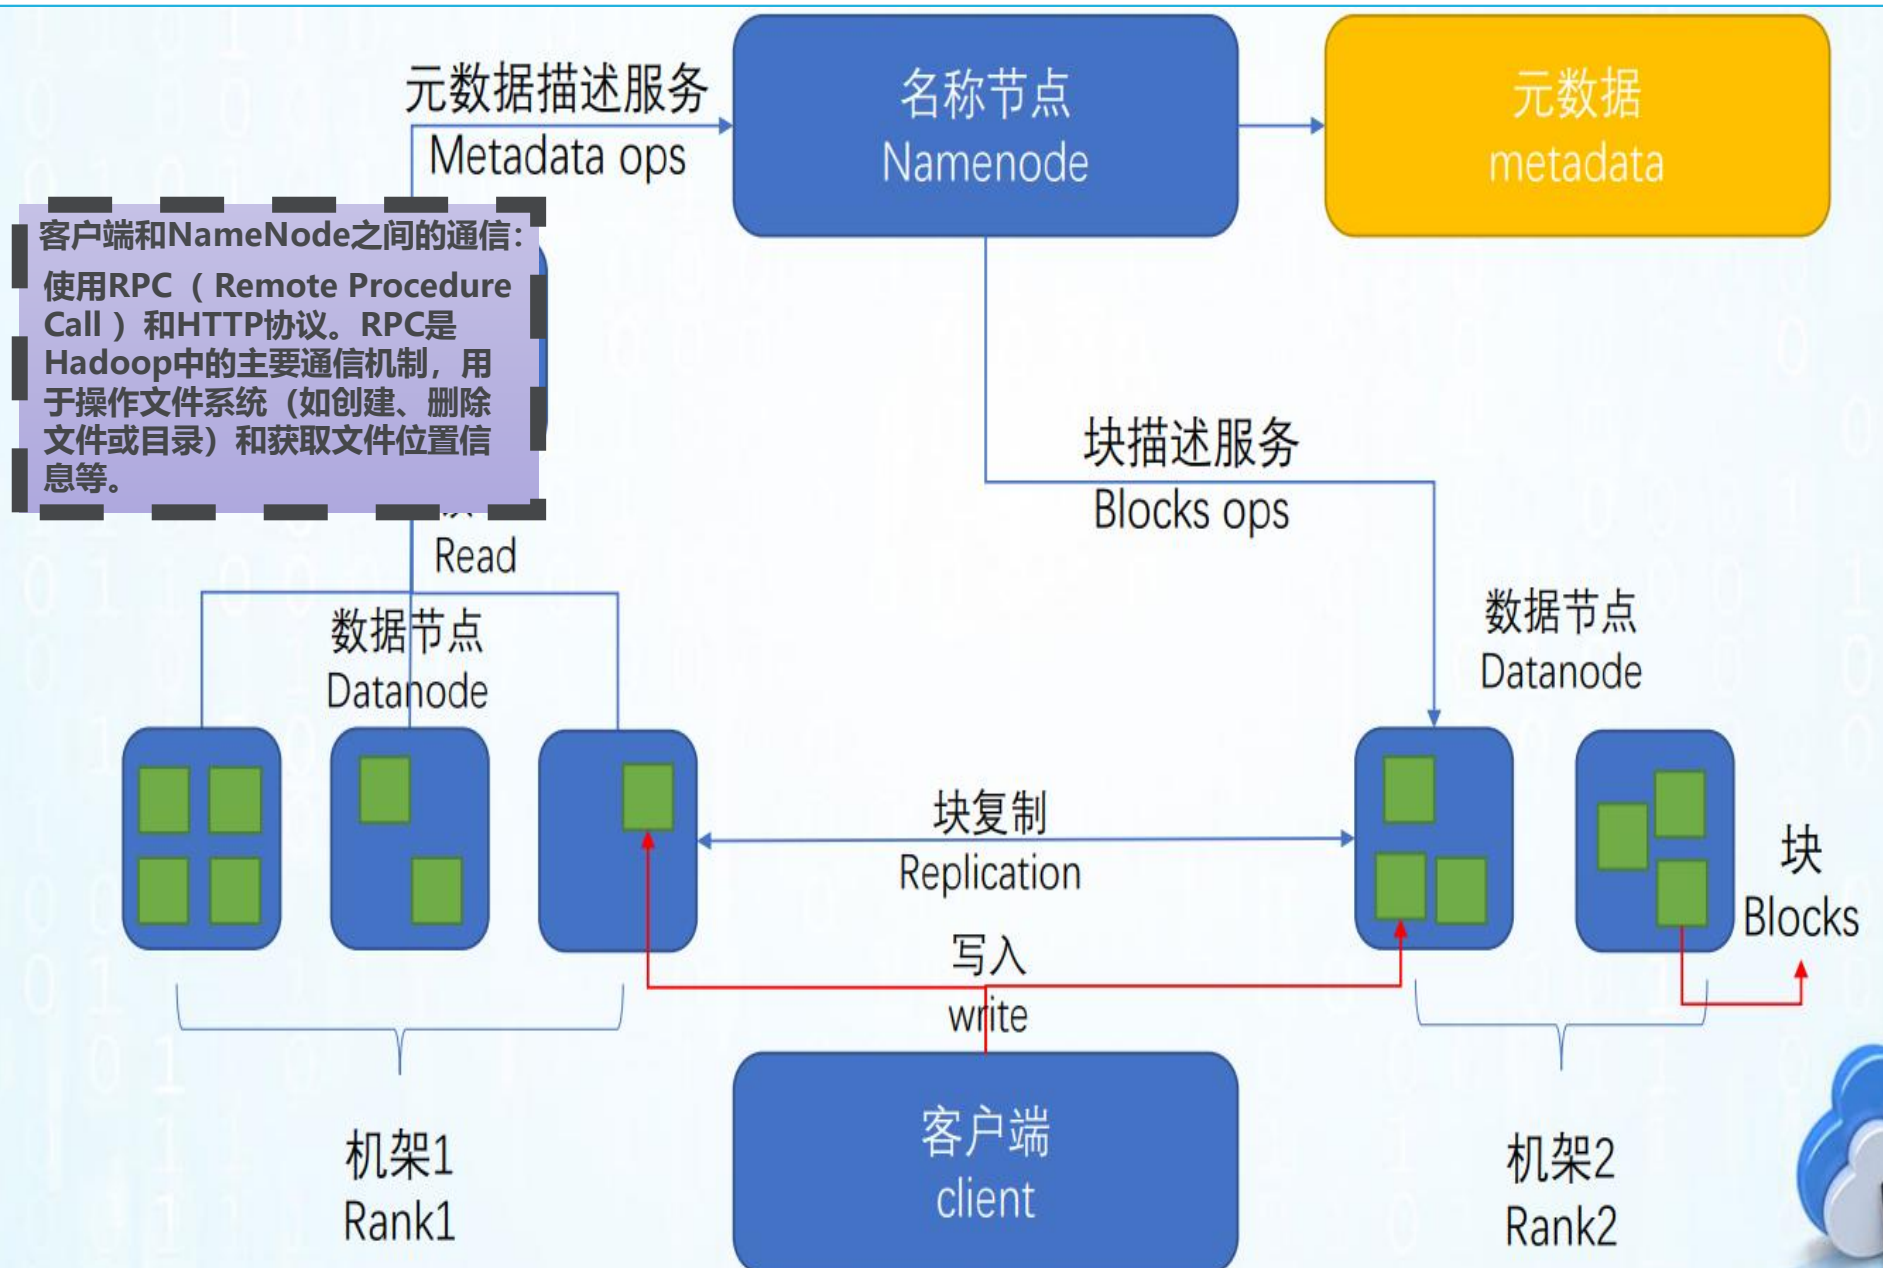 元数据描述服务
Metadata ops
名称节点
Namenode
元数据
metadata
客户端和NameNode之间的通信：
使用RPC（ Remote Procedure
Call ）和HTTP协议。RPC是
Hadoop中的主要通信机制，用
于操作文件系统（如创建、删除
文件或目录）和获取文件位置信
息等。
块描述服务
Blocks ops
Read
数据节点
Datanode
数据节点
Datanode
块复制
Replication
块
Blocks
写入
write
机架1
Rank1
客户端
client
机架2
Rank2